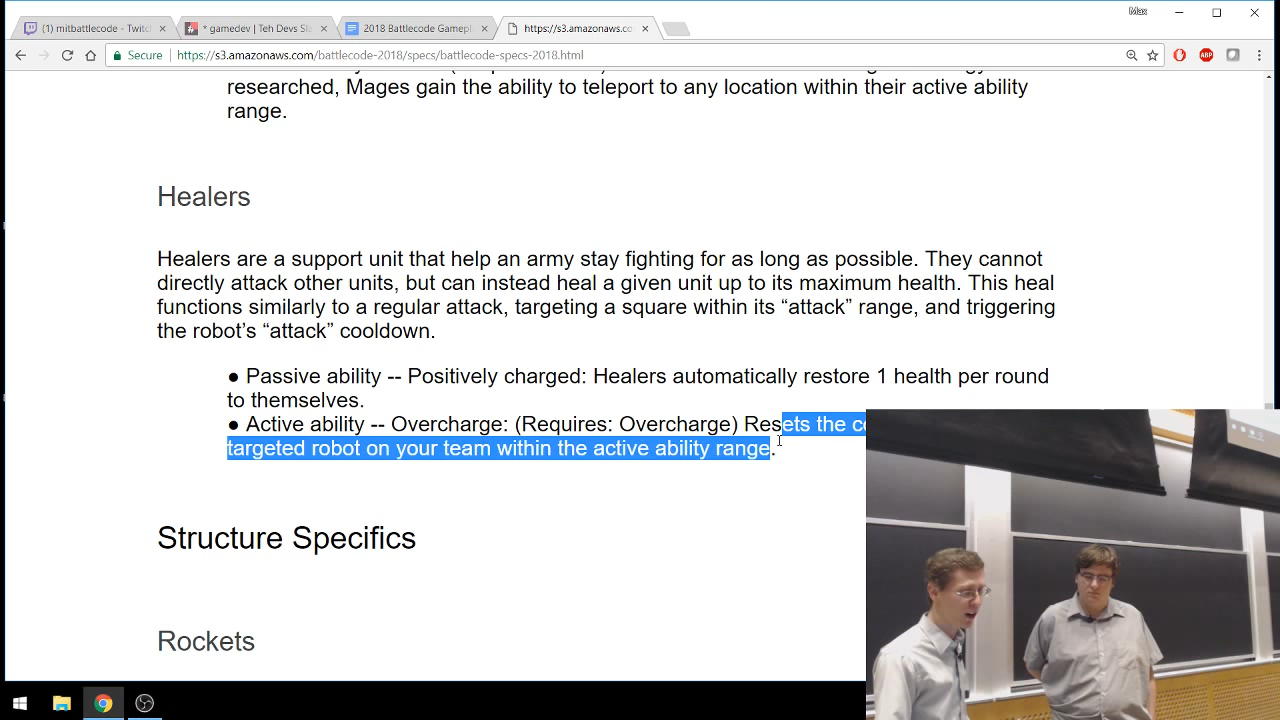 Max
(1) mitbattlecode - Twitc
* gamedev | Teh Devs Sla
2018 Battlecode Gamepl
https://s3.amazonaws.co
Secure
https://s3.amazonaws.com/battlecode-2018/specs/battlecode-specs-2018.html
ABP
researched, Mages gain the ability to teleport to any location within their active ability
range.
Healers
Healers are a support unit that help an army stay fighting for as long as possible. They cannot
directly attack other units, but can instead heal a given unit up to its maximum health. This heal
functions similarly to a regular attack, targeting a square within its “attack” range, and triggering
the robot’s “attack” cooldown.
● Passive ability -- Positively charged: Healers automatically restore 1 health per round
to themselves.
● Active ability -- Overcharge: (Requires: Overcharge) Resets the co
targeted robot on your team within the active ability range.
Structure Specifics
Rockets